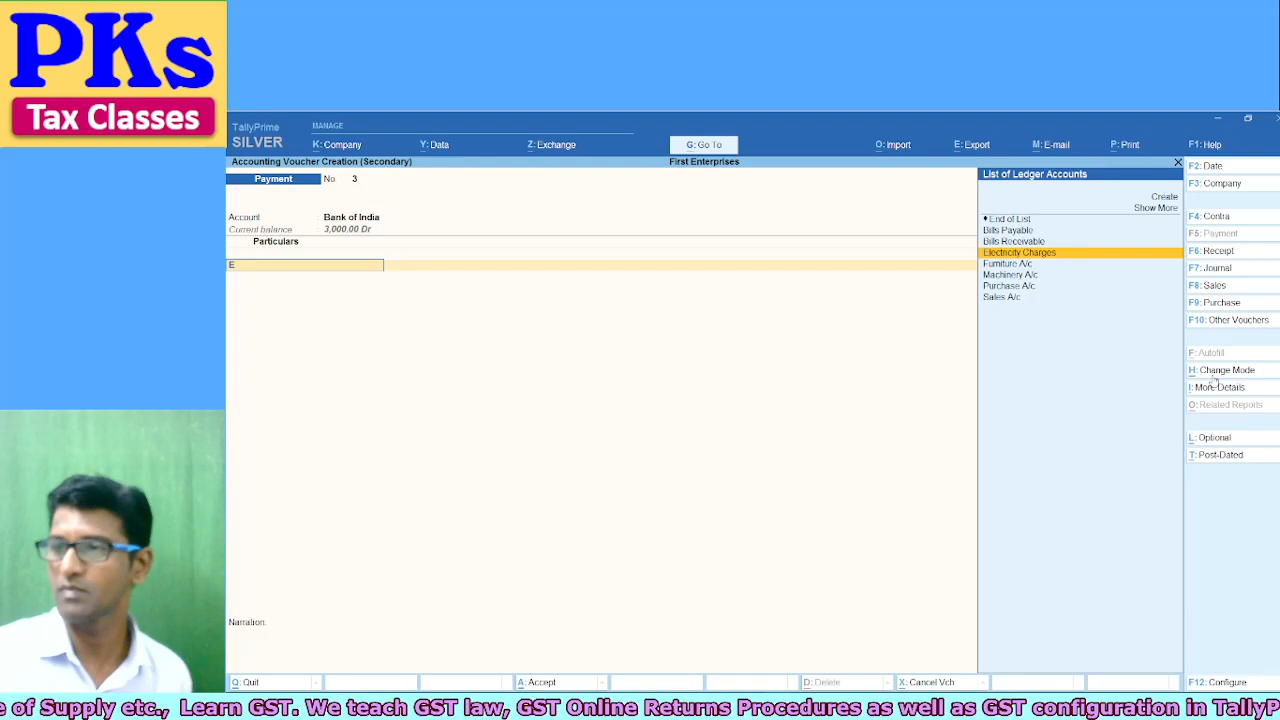 PKs
Tax Classes
TallyPrime
SILVER
MANAGE
K: Company
Y: Data
Z: Exchange
G: Go To
O: Import
E: Export
M: E-mail
P: Print
F1: Help
Accounting Voucher Creation (Secondary)
First Enterprises
Payment No. 3
Account : Bank of India
Current balance : 3,000.00 Dr
Particulars
E
Narration:
List of Ledger Accounts
Create
Show More
♦ End of List
Bills Payable
Bills Receivable
Electricity Charges
Furniture A/c
Machinery A/c
Purchase A/c
Sales A/c
F2: Date
F3: Company
F4: Contra
F5: Payment
F6: Receipt
F7: Journal
F8: Sales
F9: Purchase
F10: Other Vouchers
F: Autofill
H: Change Mode
I: More Details
O: Related Reports
L: Optional
T: Post-Dated
F12: Configure
Q: Quit
A: Accept
D: Delete
X: Cancel Vch
e of Supply etc., Learn GST. We teach GST law, GST Online Returns Procedures as well as GST configuration in TallyP